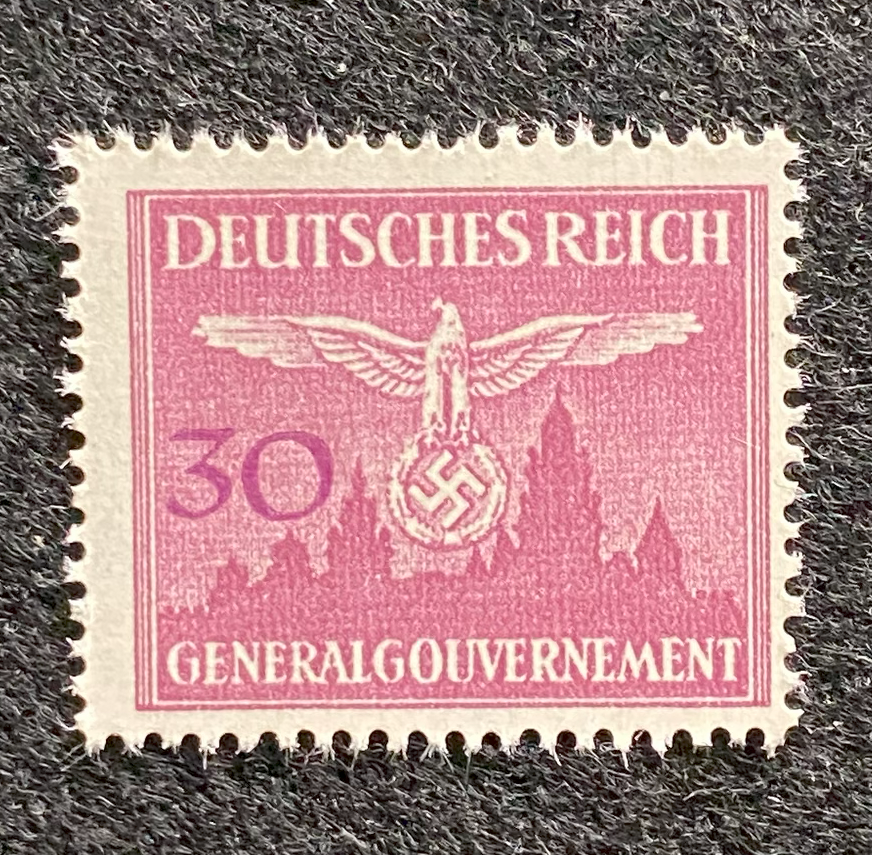 DEUTSCHES REICH
30
GENERALGOUVERNEMENT